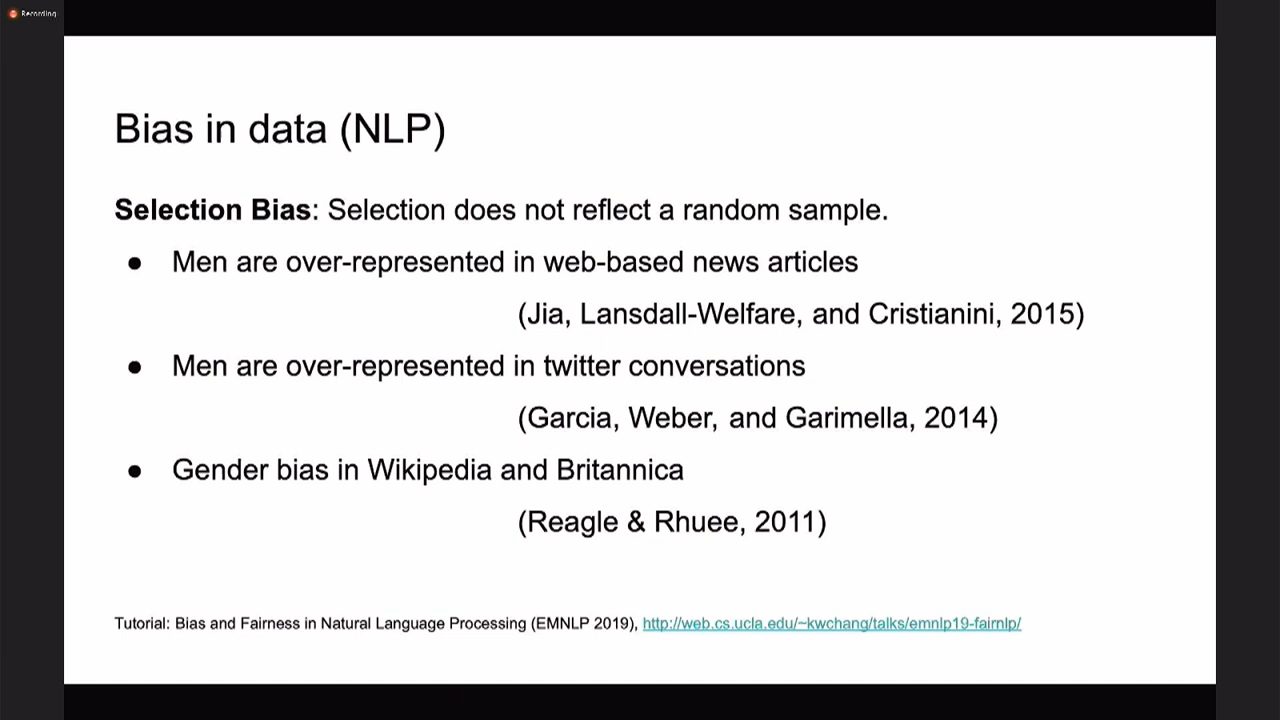 Recording
Bias in data (NLP)
Selection Bias: Selection does not reflect a random sample.
● Men are over-represented in web-based news articles
(Jia, Lansdall-Welfare, and Cristianini, 2015)
● Men are over-represented in twitter conversations
(Garcia, Weber, and Garimella, 2014)
● Gender bias in Wikipedia and Britannica
(Reagle & Rhuee, 2011)
Tutorial: Bias and Fairness in Natural Language Processing (EMNLP 2019), http://web.cs.ucla.edu/~kwchang/talks/emnlp19-fairnlp/